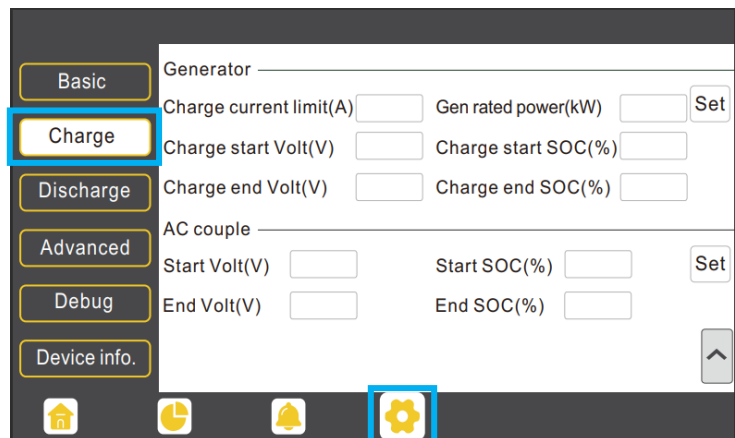 Basic
Charge
Discharge
Advanced
Debug
Device info.
Generator
Charge current limit(A)
Gen rated power(kW)
Set
Charge start Volt(V)
Charge start SOC(%)
Charge end Volt(V)
Charge end SOC(%)
AC couple
Start Volt(V)
Start SOC(%)
Set
End Volt(V)
End SOC(%)